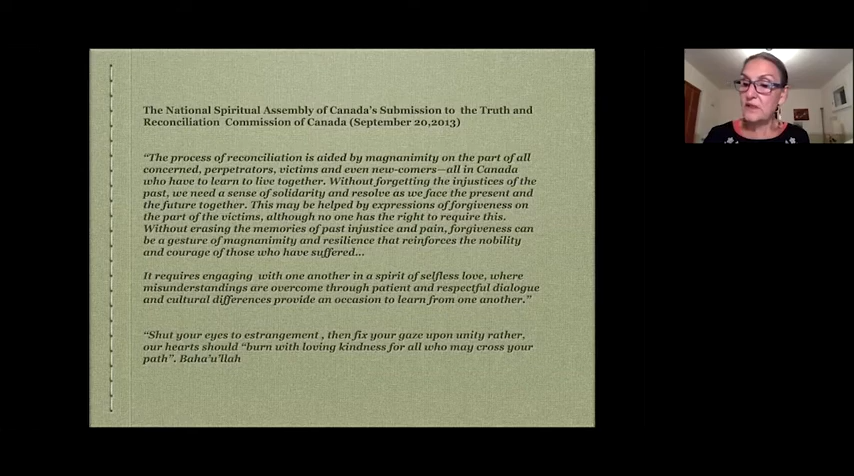 The National Spiritual Assembly of Canada's Submission to the Truth and
Reconciliation Commission of Canada (September 20,2013)
“The process of reconciliation is aided by magnanimity on the part of all
concerned, perpetrators, victims and even new-comers—all in Canada
who have to learn to live together. Without forgetting the injustices of the
past, we need a sense of solidarity and resolve as we face the present and
the future together. This may be helped by expressions of forgiveness on
the part of the victims, although no one has the right to require this.
Without erasing the memories of past injustice and pain, forgiveness can
be a gesture of magnanimity and resilience that reinforces the nobility
and courage of those who have suffered…
It requires engaging with one another in a spirit of selfless love, where
misunderstandings are overcome through patient and respectful dialogue
and cultural differences provide an occasion to learn from one another.”
“Shut your eyes to estrangement , then fix your gaze upon unity rather,
our hearts should “burn with loving kindness for all who may cross your
path”. Baha'u'llah